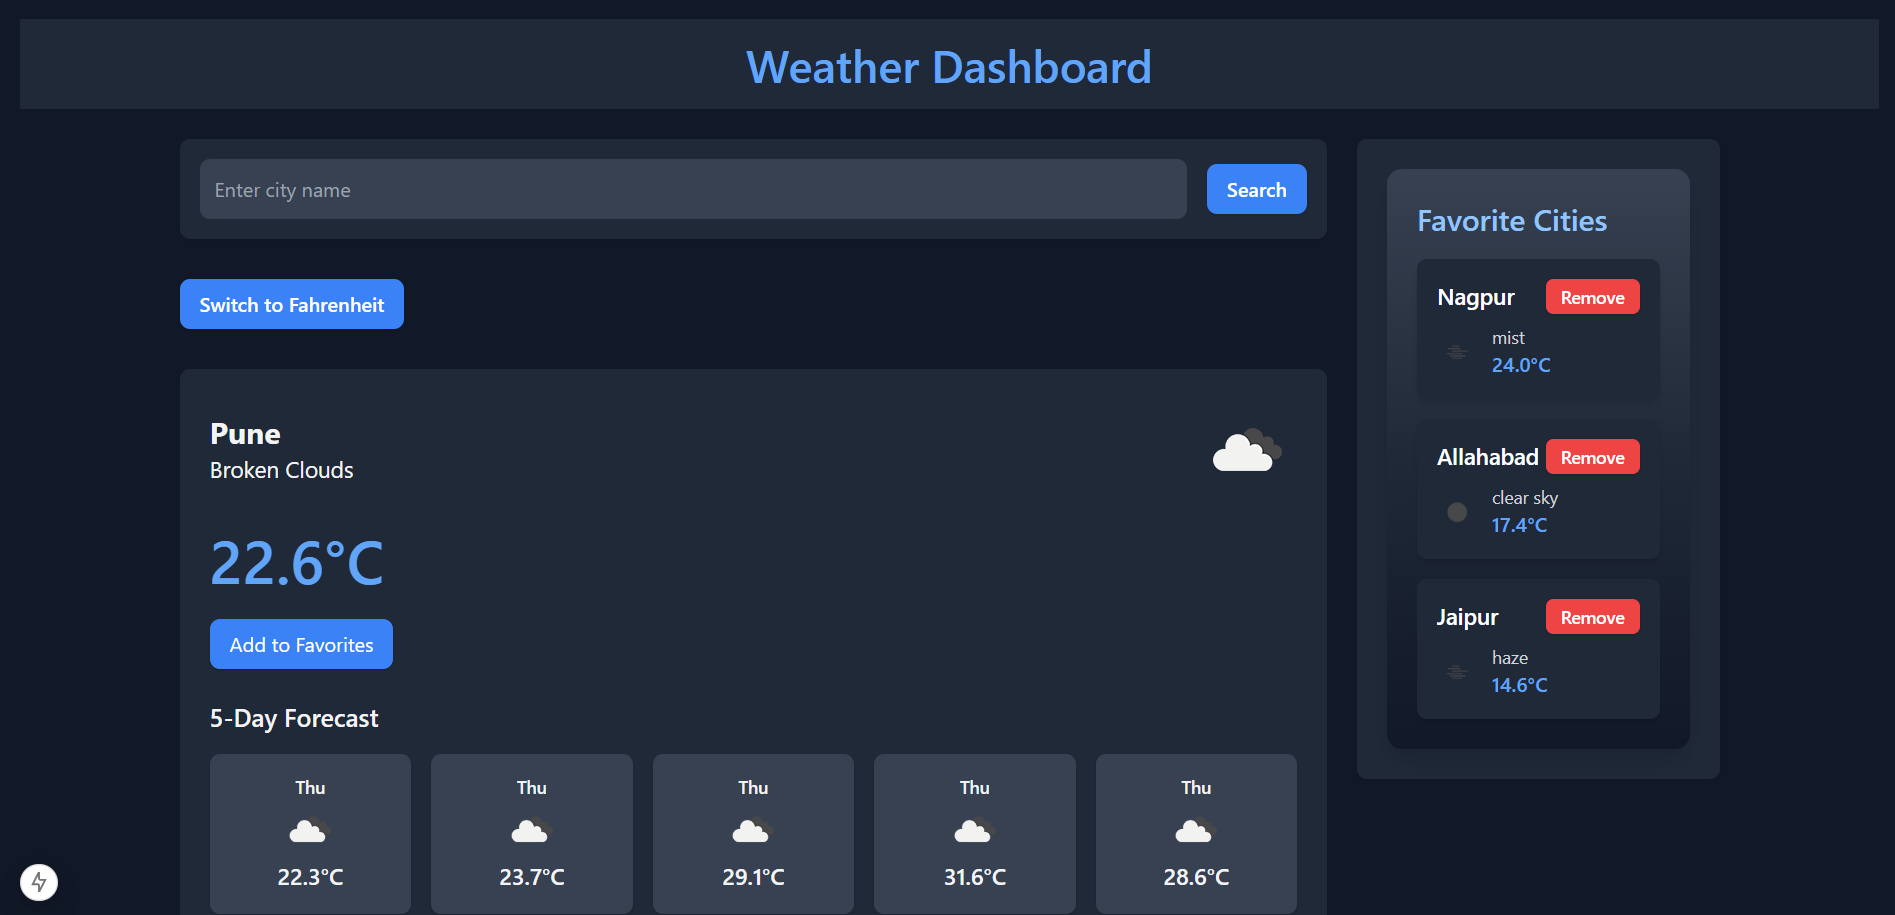 Weather Dashboard
Enter city name
Search
Switch to Fahrenheit
Pune
Broken Clouds
22.6°C
Add to Favorites
5-Day Forecast
Thu Thu Thu Thu Thu
22.3°C 23.7°C 29.1°C 31.6°C 28.6°C
Favorite Cities
Nagpur Remove
mist
24.0°C
Allahabad Remove
clear sky
17.4°C
Jaipur Remove
haze
14.6°C